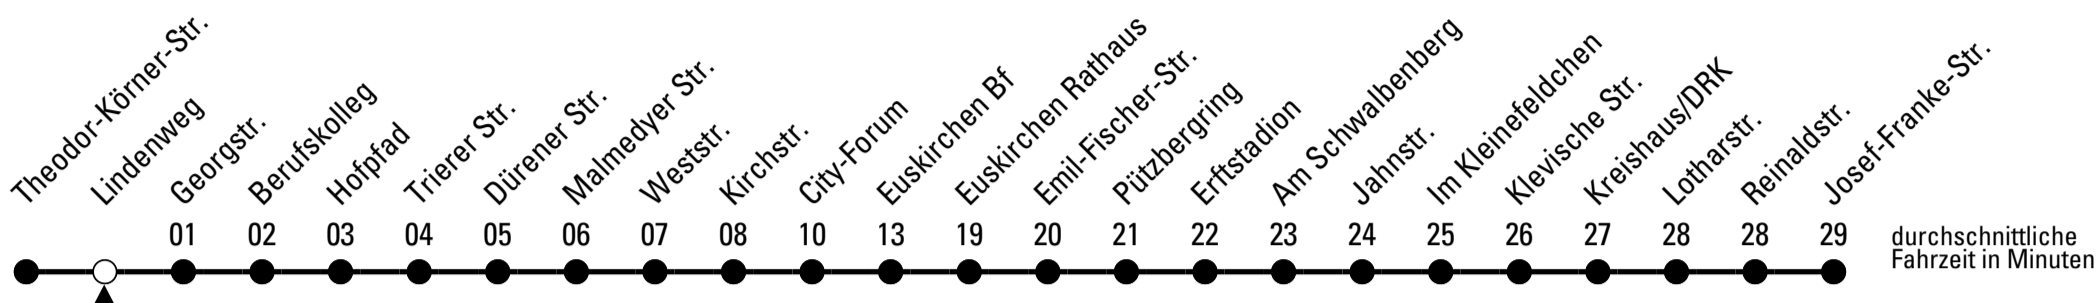 Theodor-Körner-Str.
Lindenweg
Georgstr.
Berufskolleg
Hofpfad
Trierer Str.
Dürener Str.
Malmedyer Str.
Weststr.
Kirchstr.
City-Forum
Euskirchen Bf
Euskirchen Rathaus
Emil-Fischer-Str.
Pützbergring
Erftstadion
Am Schwalbenberg
Jahnstr.
Im Kleinefeldchen
Klevische Str.
Kreishaus/DRK
Lotharstr.
Reinaldstr.
Josef-Franke-Str.
01 02 03 04 05 06 07 08 10 13 19 20 21 22 23 24 25 26 27 28 28 29
durchschnittliche
Fahrzeit in Minuten